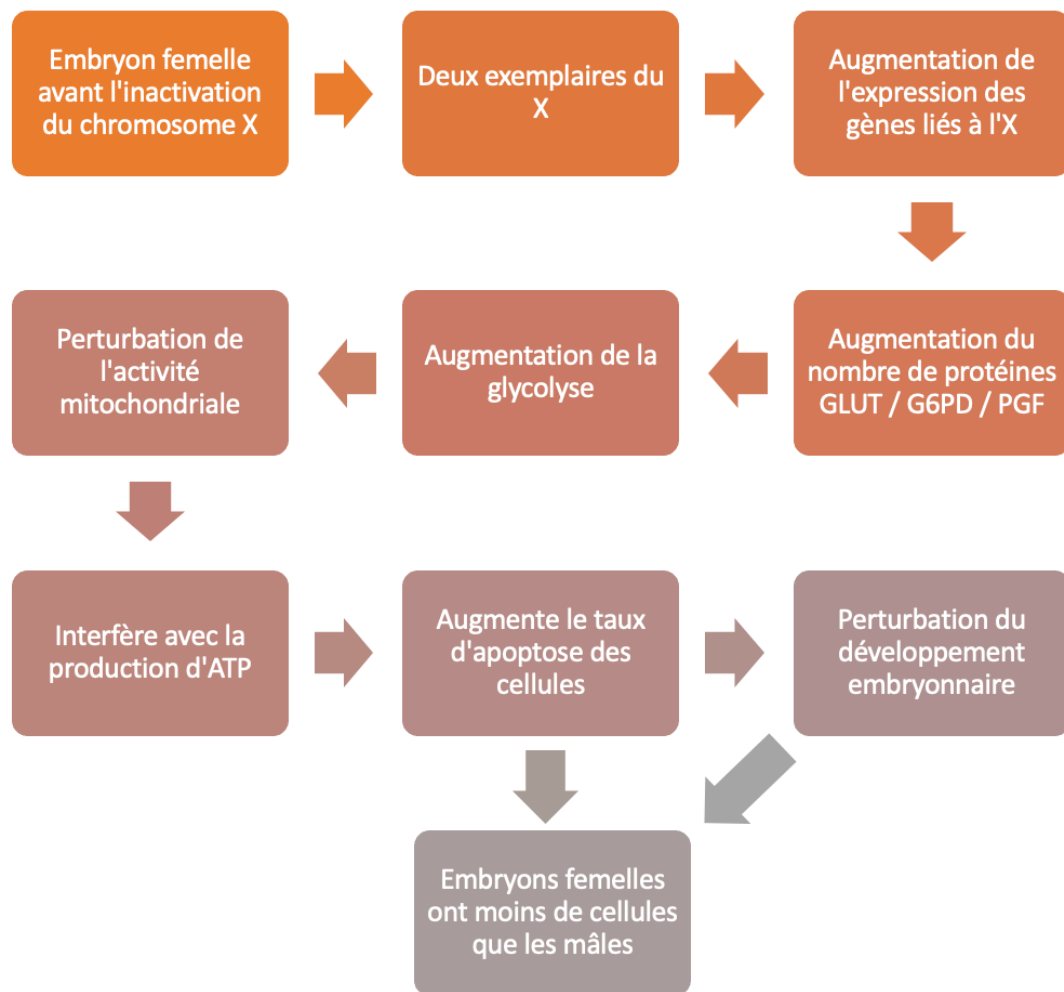 Embryon femelle
avant l'inactivation
du chromosome X
Deux exemplaires du
X
Augmentation de
l'expression des
gènes liés à l'X
Augmentation du
nombre de protéines
GLUT / G6PD / PGF
Augmentation de la
glycolyse
Perturbation de
l'activité
mitochondriale
Interfère avec la
production d'ATP
Augmente le taux
d'apoptose des
cellules
Perturbation du
développement
embryonnaire
Embryons femelles
ont moins de cellules
que les mâles